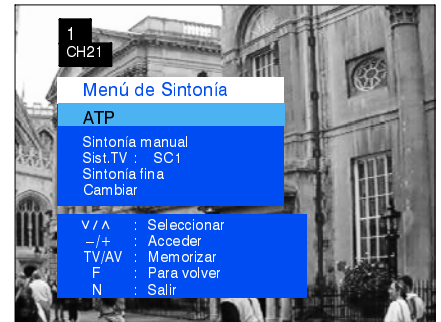 1
CH21
Menú de Sintonía
ATP
Sintonía manual
Sist.TV : SC1
Sintonía fina
Cambiar
∨/∧ : Seleccionar
–/+ : Acceder
TV/AV : Memorizar
F : Para volver
N : Salir